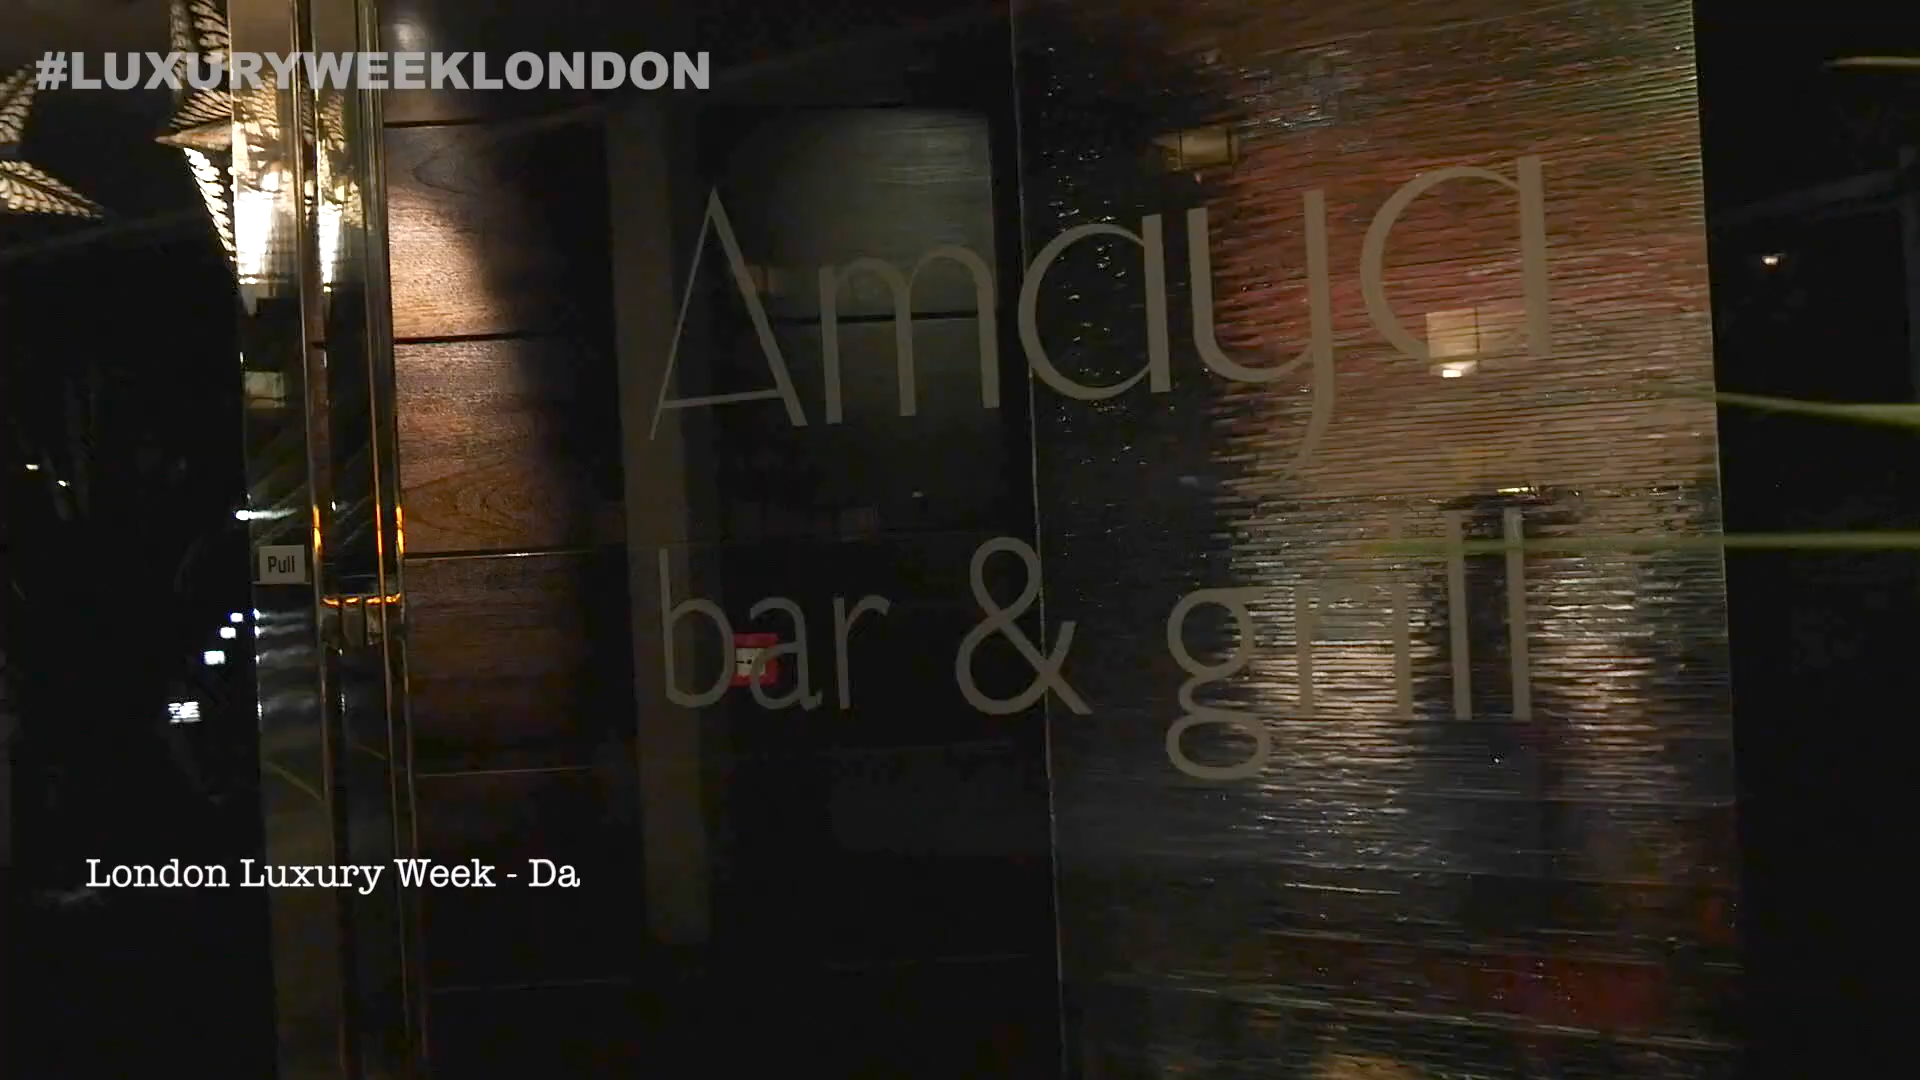 #LUXURYWEEKLONDON
Amaya
bar & grill
Pull
London Luxury Week - Da